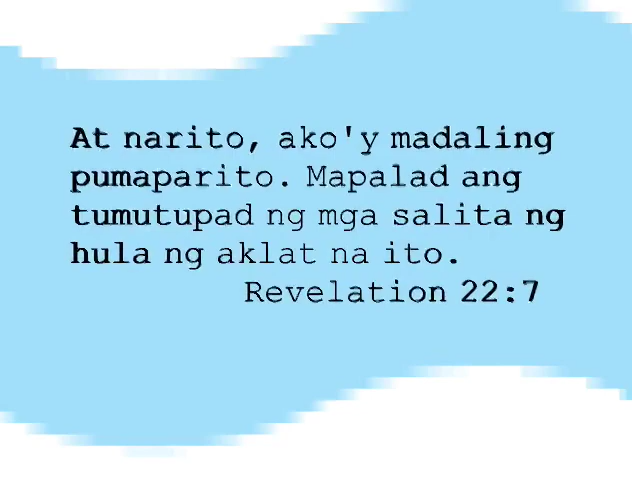 At narito, ako'y madaling
pumaparito. Mapalad ang
tumutupad ng mga salita ng
hula ng aklat na ito.
Revelation 22:7